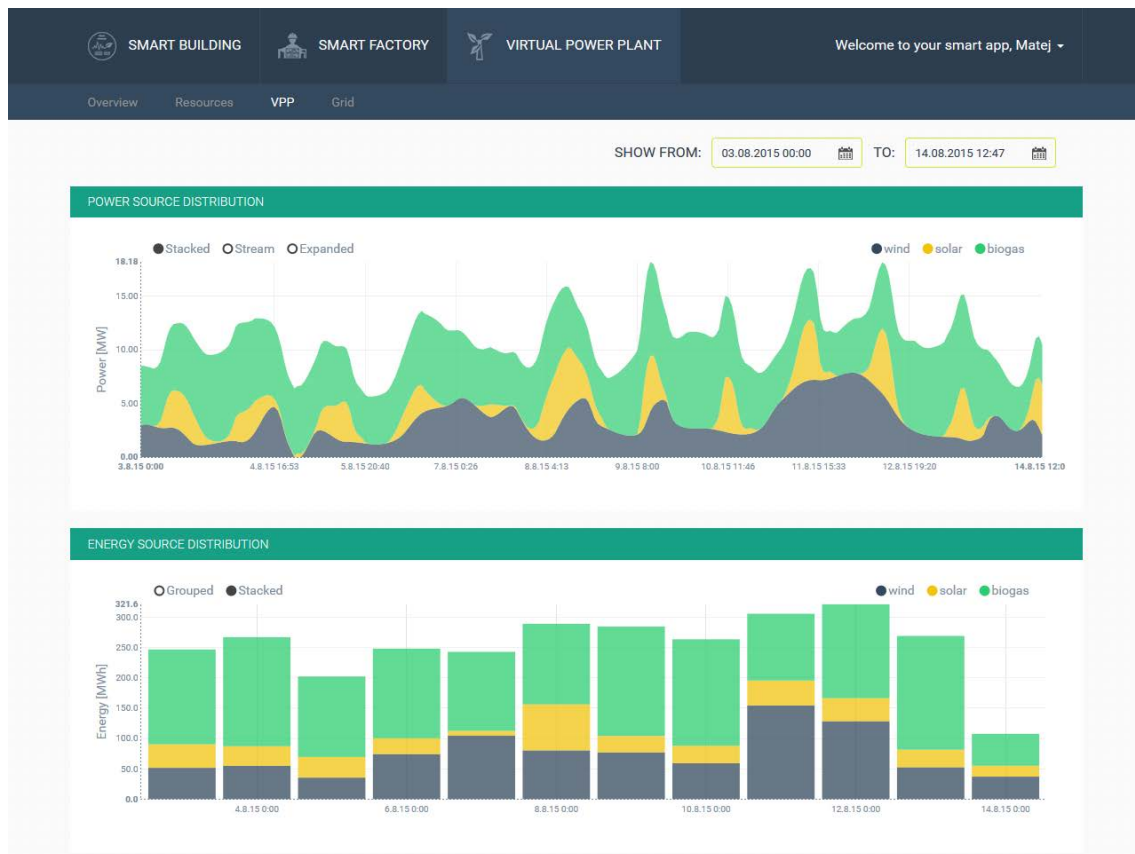 SMART BUILDING SMART FACTORY VIRTUAL POWER PLANT Welcome to your smart app, Matej
Overview Resources VPP Grid
SHOW FROM: 03.08.2015 00:00 TO: 14.08.2015 12:47
POWER SOURCE DISTRIBUTION
Stacked Stream Expanded wind solar biogas
18.18
15.00
10.00
5.00
0.00
Power [MW]
3.8.15 0:00 4.8.15 16:53 5.8.15 20:40 7.8.15 0:26 8.8.15 4:13 9.8.15 8:00 10.8.15 11:46 11.8.15 15:33 12.8.15 19:20 14.8.15 12:0
ENERGY SOURCE DISTRIBUTION
Grouped Stacked wind solar biogas
321.6
300.0
250.0
200.0
150.0
100.0
50.0
0.0
Energy [MWh]
4.8.15 0:00 6.8.15 0:00 8.8.15 0:00 10.8.15 0:00 12.8.15 0:00 14.8.15 0:00